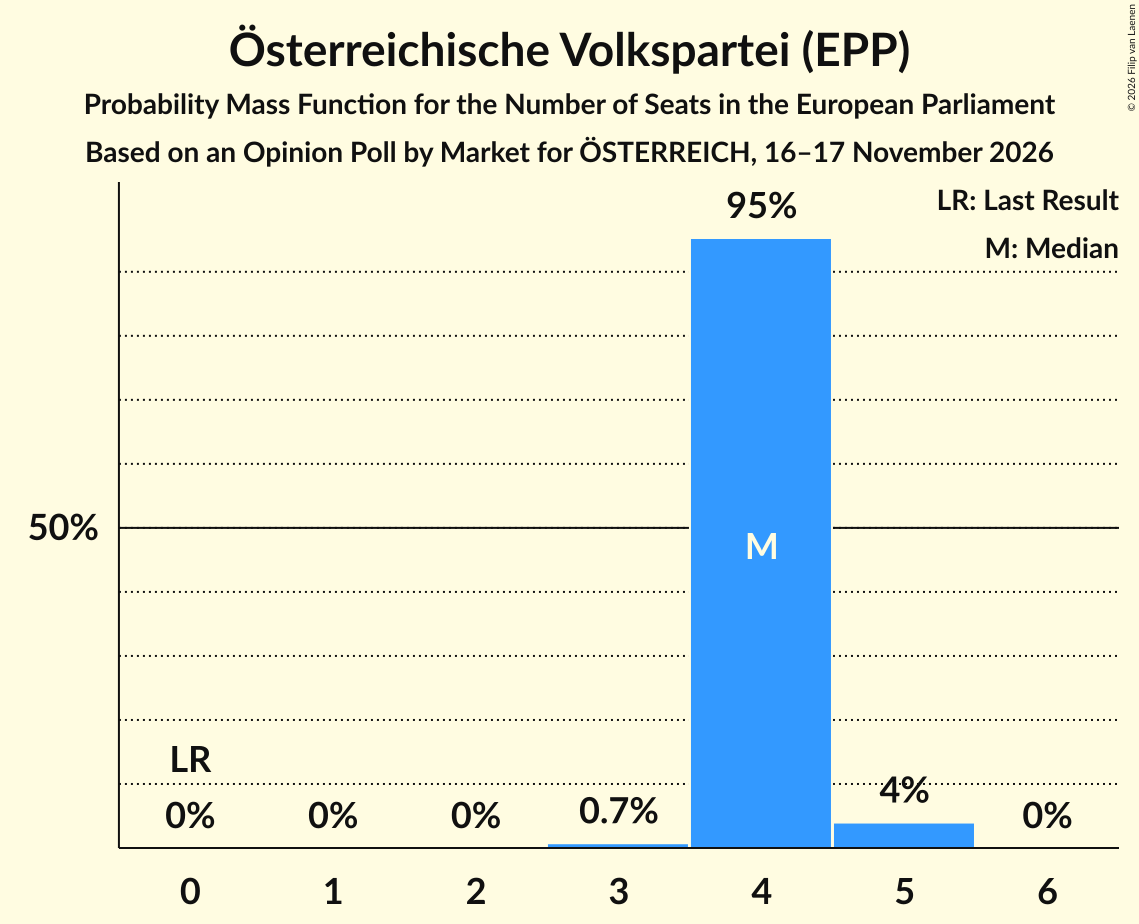 Österreichische Volkspartei (EPP)
Probability Mass Function for the Number of Seats in the European Parliament
Based on an Opinion Poll by Market for ÖSTERREICH, 16–17 November 2026
© 2026 Filip van Laenen
LR: Last Result
M: Median
95%
50%
M
LR
0%
0%
0%
0.7%
4%
0%
0
1
2
3
4
5
6